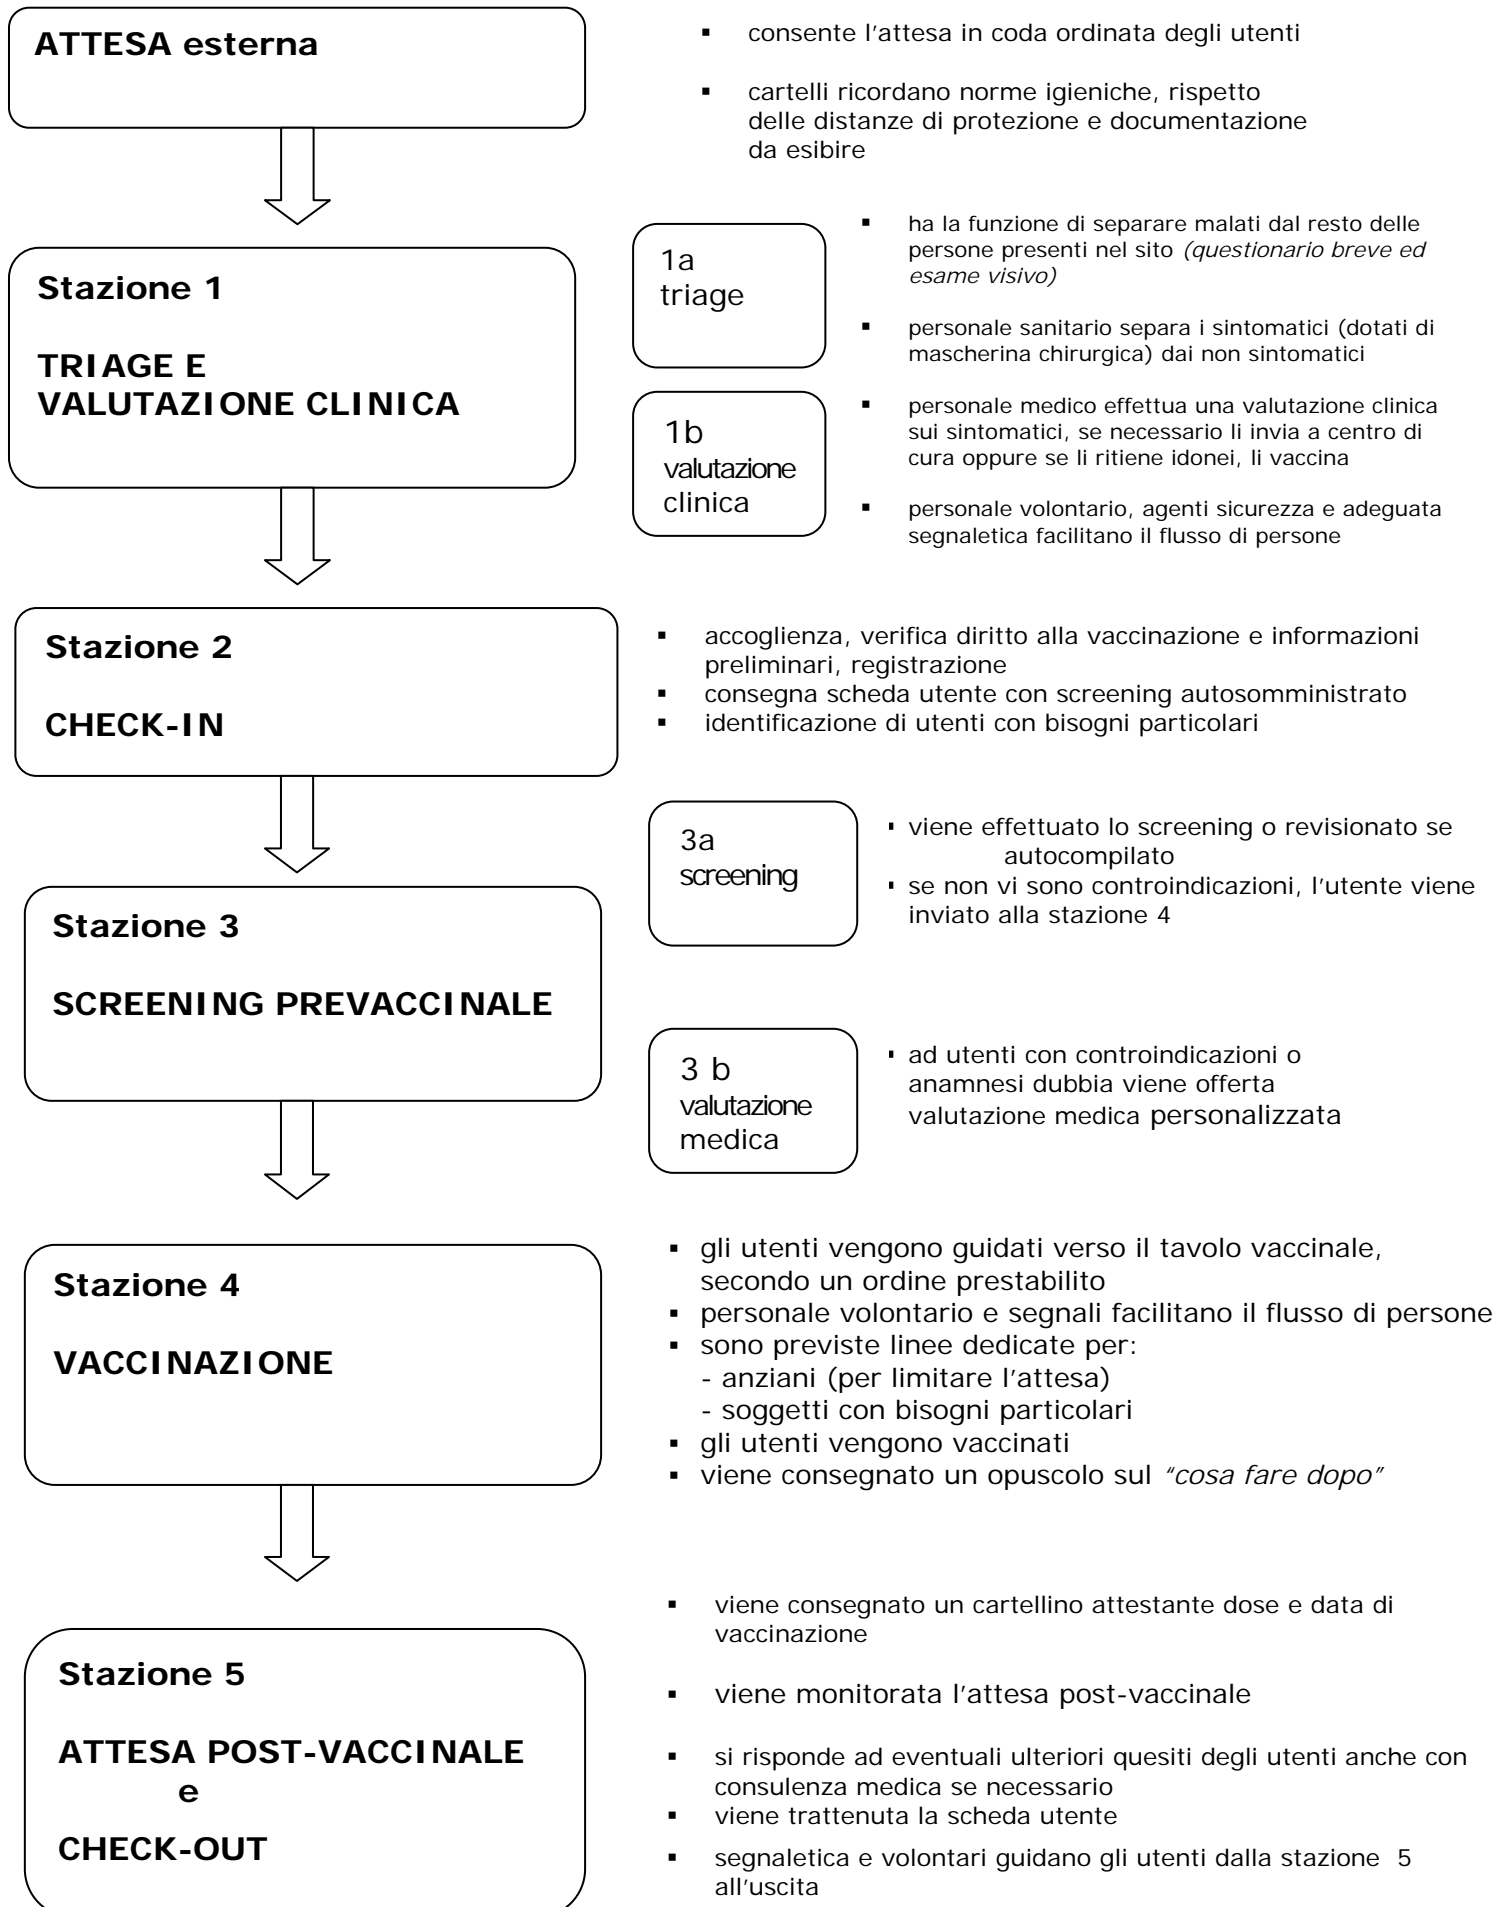 ATTESA esterna
▪ consente l'attesa in coda ordinata degli utenti
▪ cartelli ricordano norme igieniche, rispetto
delle distanze di protezione e documentazione
da esibire
Stazione 1
TRIAGE E
VALUTAZIONE CLINICA
1a
triage
▪ ha la funzione di separare malati dal resto delle
persone presenti nel sito (questionario breve ed
esame visivo)
▪ personale sanitario separa i sintomatici (dotati di
mascherina chirurgica) dai non sintomatici
1b
valutazione
clinica
▪ personale medico effettua una valutazione clinica
sui sintomatici, se necessario li invia a centro di
cura oppure se li ritiene idonei, li vaccina
▪ personale volontario, agenti sicurezza e adeguata
segnaletica facilitano il flusso di persone
Stazione 2
CHECK-IN
▪ accoglienza, verifica diritto alla vaccinazione e informazioni
preliminari, registrazione
▪ consegna scheda utente con screening autosomministrato
▪ identificazione di utenti con bisogni particolari
Stazione 3
SCREENING PREVACCINALE
3a
screening
▪ viene effettuato lo screening o revisionato se
autocompilato
▪ se non vi sono controindicazioni, l'utente viene
inviato alla stazione 4
3 b
valutazione
medica
▪ ad utenti con controindicazioni o
anamnesi dubbia viene offerta
valutazione medica personalizzata
Stazione 4
VACCINAZIONE
▪ gli utenti vengono guidati verso il tavolo vaccinale,
secondo un ordine prestabilito
▪ personale volontario e segnali facilitano il flusso di persone
▪ sono previste linee dedicate per:
- anziani (per limitare l'attesa)
- soggetti con bisogni particolari
▪ gli utenti vengono vaccinati
▪ viene consegnato un opuscolo sul "cosa fare dopo"
Stazione 5
ATTESA POST-VACCINALE
e
CHECK-OUT
▪ viene consegnato un cartellino attestante dose e data di
vaccinazione
▪ viene monitorata l'attesa post-vaccinale
▪ si risponde ad eventuali ulteriori quesiti degli utenti anche con
consulenza medica se necessario
▪ viene trattenuta la scheda utente
▪ segnaletica e volontari guidano gli utenti dalla stazione 5
all'uscita